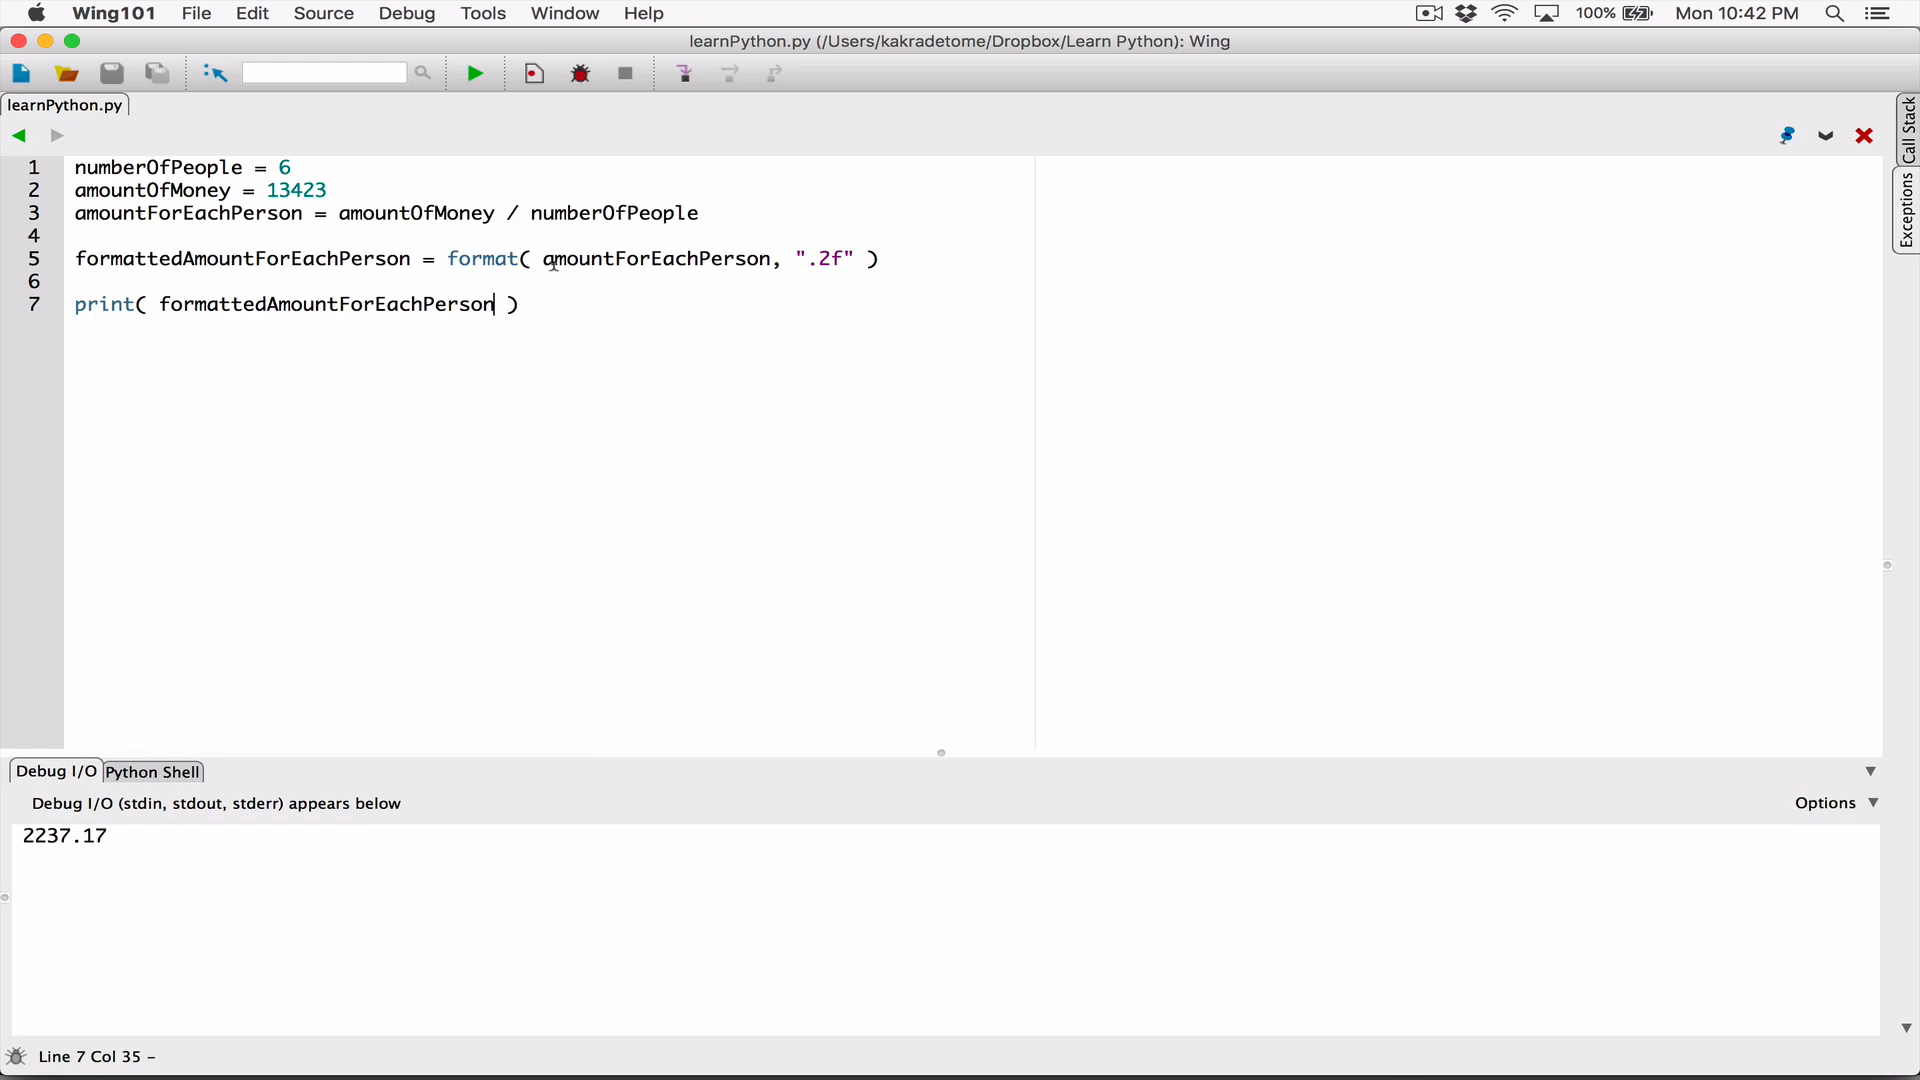 Wing101 File Edit Source Debug Tools Window Help 100% Mon 10:42 PM
learnPython.py (/Users/kakradetome/Dropbox/Learn Python): Wing
learnPython.py
Call Stack
Exceptions
1 numberOfPeople = 6
2 amountOfMoney = 13423
3 amountForEachPerson = amountOfMoney / numberOfPeople
4
5 formattedAmountForEachPerson = format( amountForEachPerson, ".2f" )
6
7 print( formattedAmountForEachPerson )
Debug I/O Python Shell
Debug I/O (stdin, stdout, stderr) appears below Options
2237.17
Line 7 Col 35 –